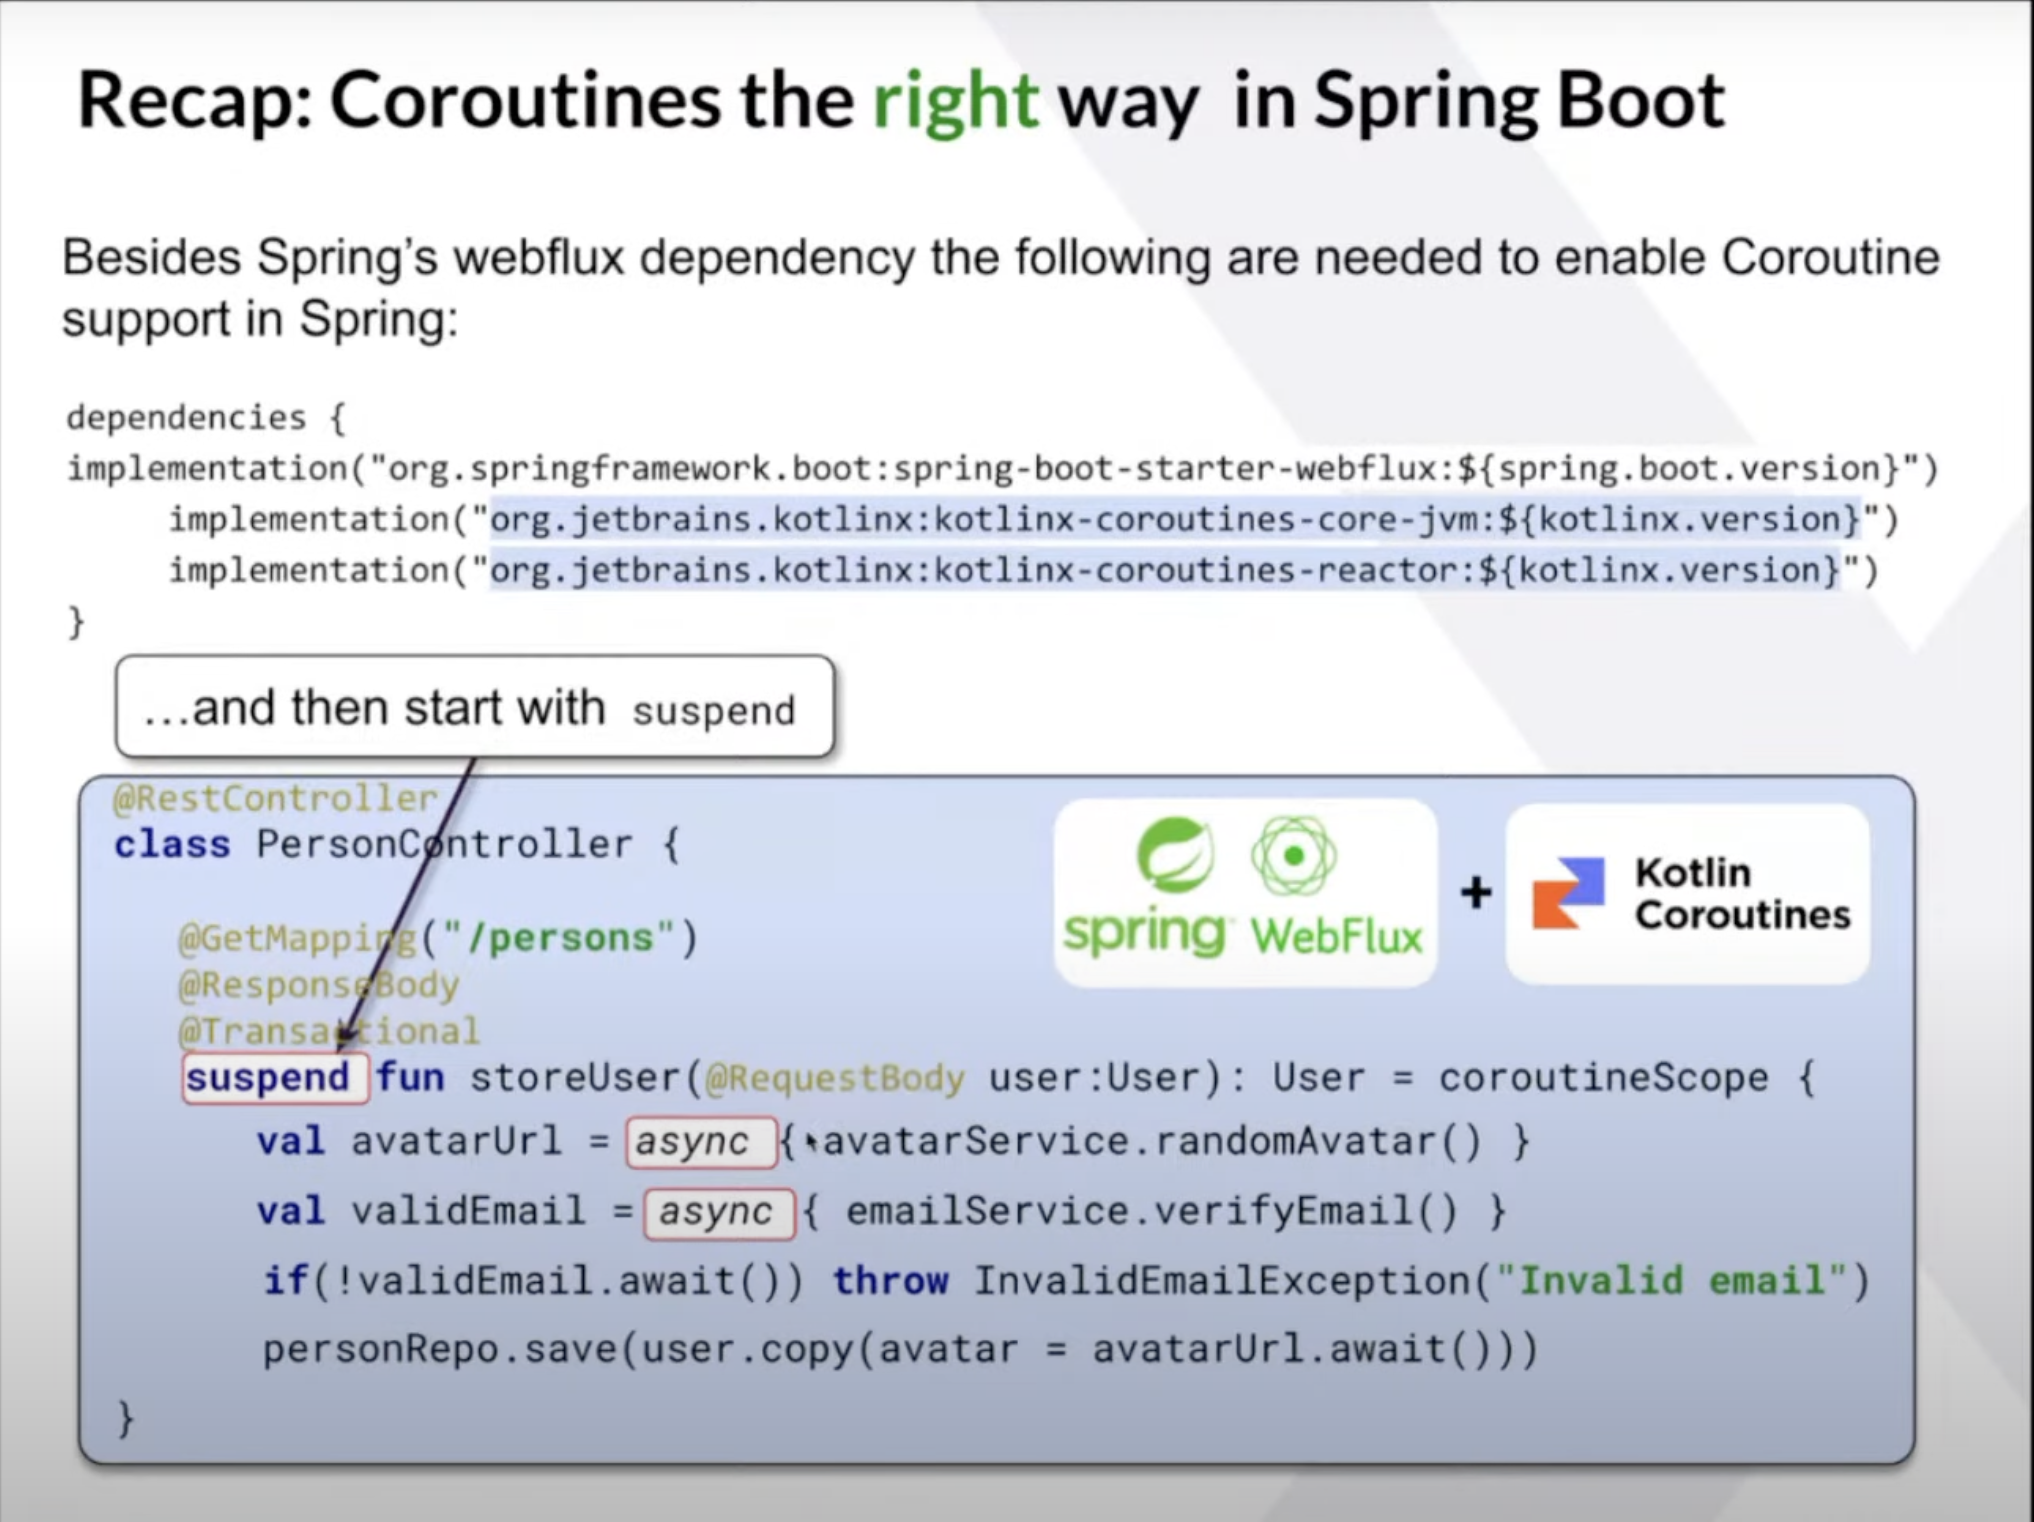 Recap: Coroutines the right way in Spring Boot
Besides Spring’s webflux dependency the following are needed to enable Coroutine
support in Spring:
dependencies {
implementation("org.springframework.boot:spring-boot-starter-webflux:${spring.boot.version}")
implementation("org.jetbrains.kotlinx:kotlinx-coroutines-core-jvm:${kotlinx.version}")
implementation("org.jetbrains.kotlinx:kotlinx-coroutines-reactor:${kotlinx.version}")
}
...and then start with suspend
@RestController
class PersonController {
spring WebFlux
+
Kotlin
Coroutines
@GetMapping("/persons")
@ResponseBody
@Transactional
suspend fun storeUser(@RequestBody user:User): User = coroutineScope {
val avatarUrl = async { avatarService.randomAvatar() }
val validEmail = async { emailService.verifyEmail() }
if(!validEmail.await()) throw InvalidEmailException("Invalid email")
personRepo.save(user.copy(avatar = avatarUrl.await()))
}